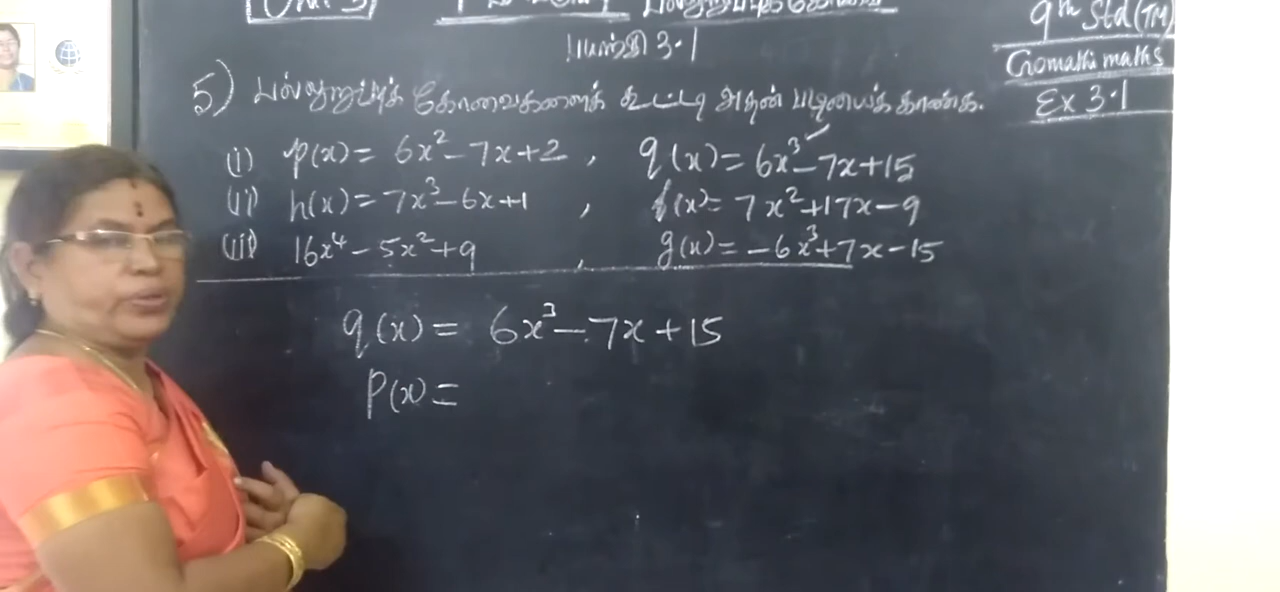 9th Std (TM)
பயிற்சி 3.1
Gomathi maths
Ex 3.1
5) பல்லுறுப்புக் கோவைகளைக் கூட்டி அதன் படியைக் காண்க.
(i) p(x) = 6x² - 7x + 2 , q(x) = 6x³ - 7x + 15
(ii) h(x) = 7x³ - 6x + 1 , f(x) = 7x² + 17x - 9
(iii) 16x⁴ - 5x² + 9 , g(x) = -6x³ + 7x - 15
q(x) = 6x³ - 7x + 15
P(x) =